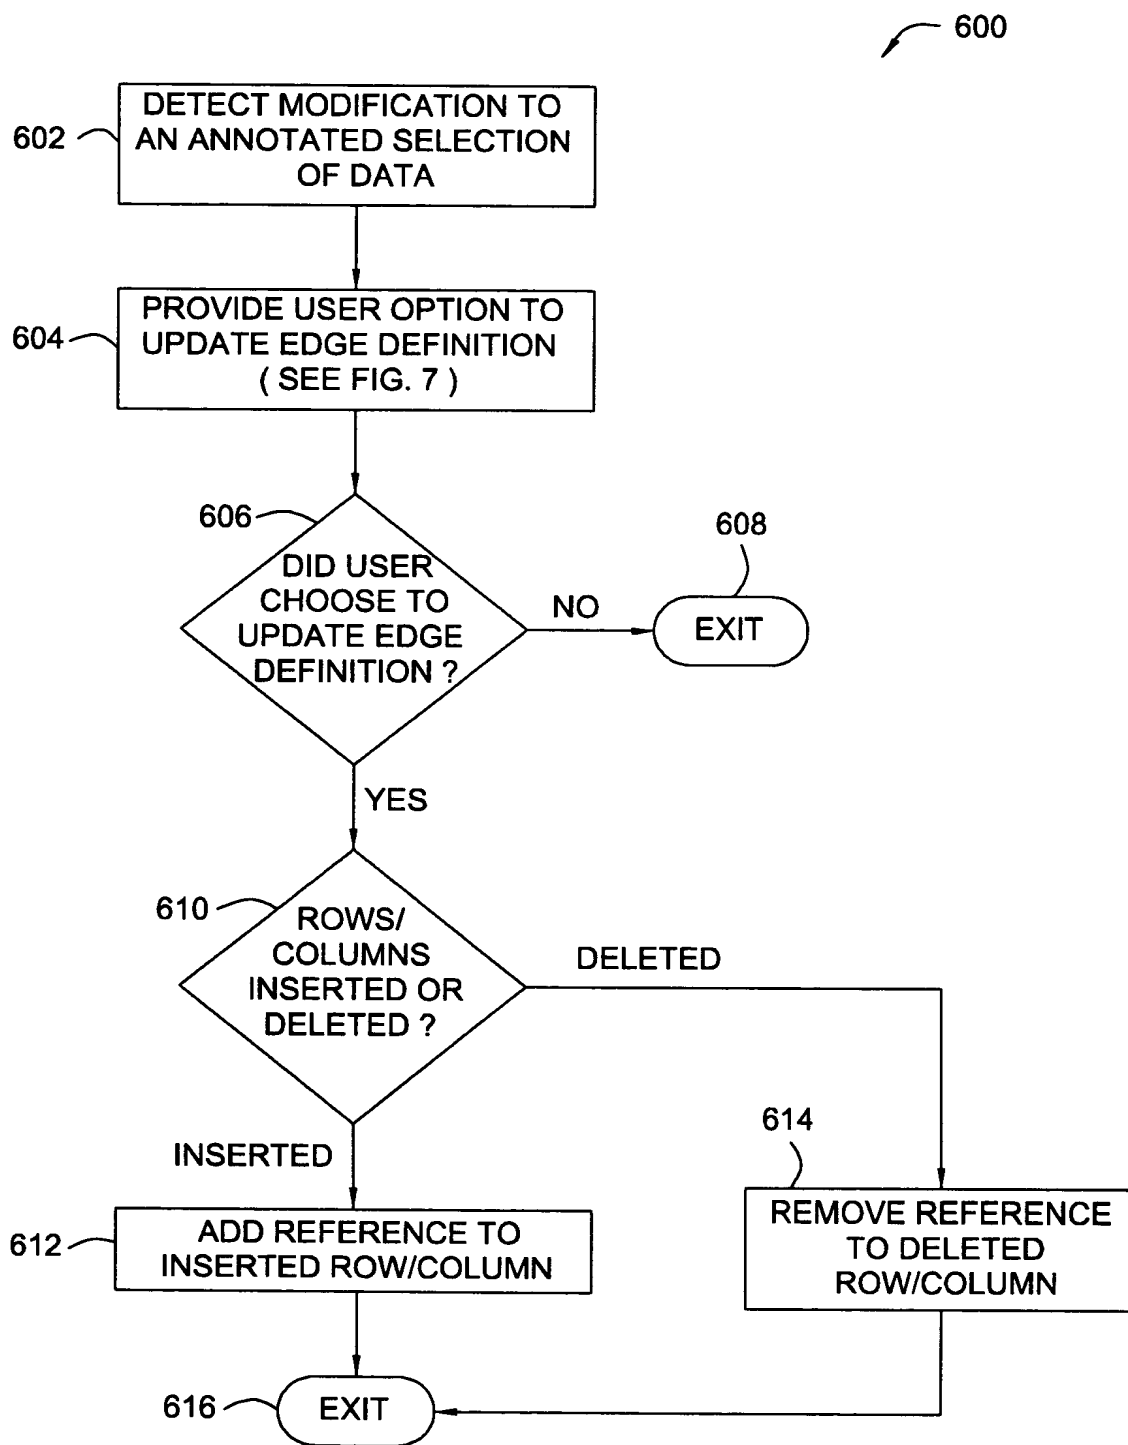 600
602
DETECT MODIFICATION TO
AN ANNOTATED SELECTION
OF DATA
604
PROVIDE USER OPTION TO
UPDATE EDGE DEFINITION
( SEE FIG. 7 )
606
DID USER
CHOOSE TO
UPDATE EDGE
DEFINITION ?
NO
608
EXIT
YES
610
ROWS/
COLUMNS
INSERTED OR
DELETED ?
DELETED
INSERTED
612
ADD REFERENCE TO
INSERTED ROW/COLUMN
614
REMOVE REFERENCE
TO DELETED
ROW/COLUMN
616
EXIT